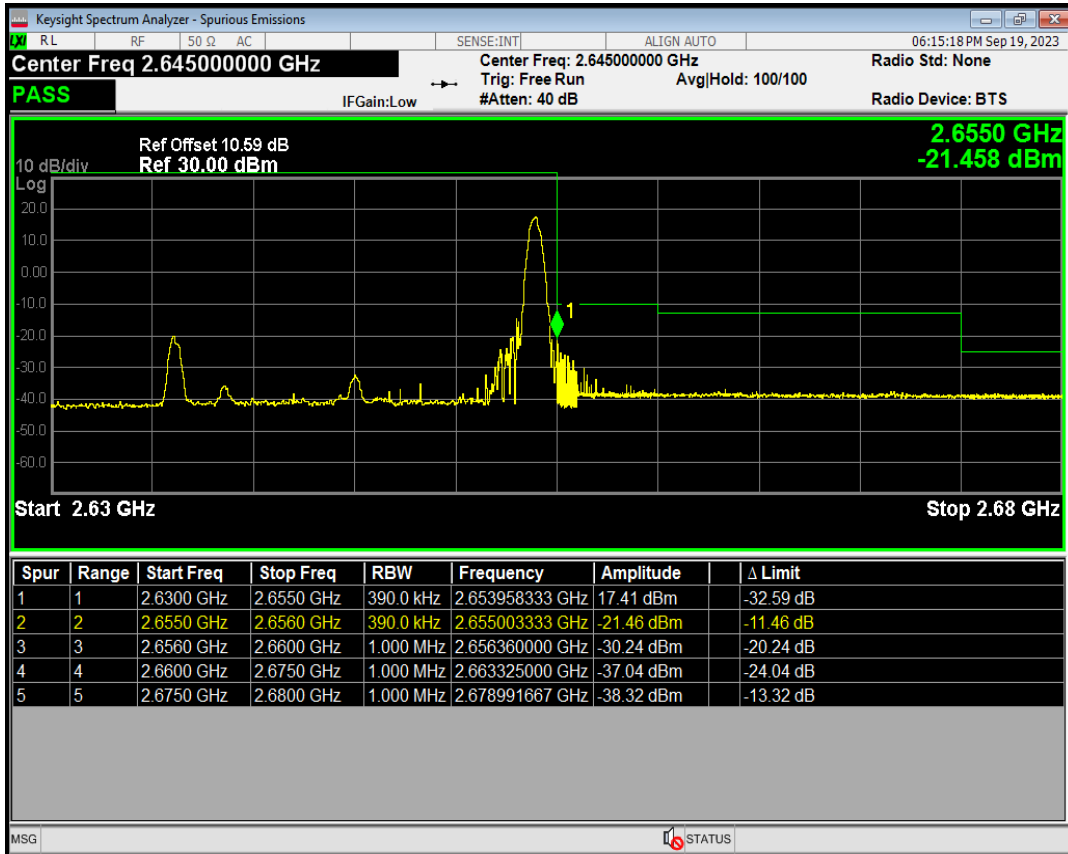 Keysight Spectrum Analyzer - Spurious Emissions
LXI RL RF 50 Ω AC SENSE:INT ALIGN AUTO 06:15:18 PM Sep 19, 2023
Center Freq 2.645000000 GHz Center Freq: 2.645000000 GHz Radio Std: None
Trig: Free Run Avg|Hold: 100/100
PASS IFGain:Low #Atten: 40 dB Radio Device: BTS
Ref Offset 10.59 dB 2.6550 GHz
10 dB/div Ref 30.00 dBm -21.458 dBm
Log
20.0
10.0
0.00
-10.0 1
-20.0
-30.0
-40.0
-50.0
-60.0
Start 2.63 GHz Stop 2.68 GHz
Spur Range Start Freq Stop Freq RBW Frequency Amplitude Δ Limit
1 1 2.6300 GHz 2.6550 GHz 390.0 kHz 2.653958333 GHz 17.41 dBm -32.59 dB
2 2 2.6550 GHz 2.6560 GHz 390.0 kHz 2.655003333 GHz -21.46 dBm -11.46 dB
3 3 2.6560 GHz 2.6600 GHz 1.000 MHz 2.656360000 GHz -30.24 dBm -20.24 dB
4 4 2.6600 GHz 2.6750 GHz 1.000 MHz 2.663325000 GHz -37.04 dBm -24.04 dB
5 5 2.6750 GHz 2.6800 GHz 1.000 MHz 2.678991667 GHz -38.32 dBm -13.32 dB
MSG STATUS